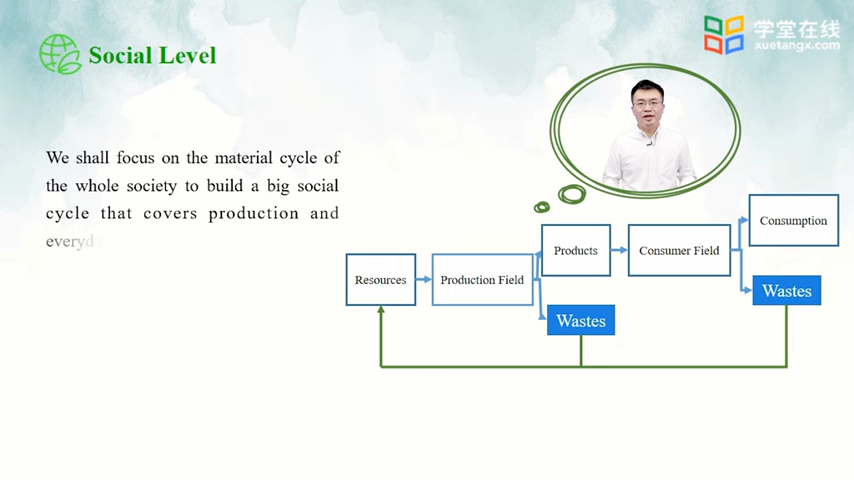 Social Level
学堂在线
xuetangx.com
We shall focus on the material cycle of
the whole society to build a big social
cycle that covers production and
Consumption
Products
Consumer Field
Resources
Production Field
Wastes
Wastes